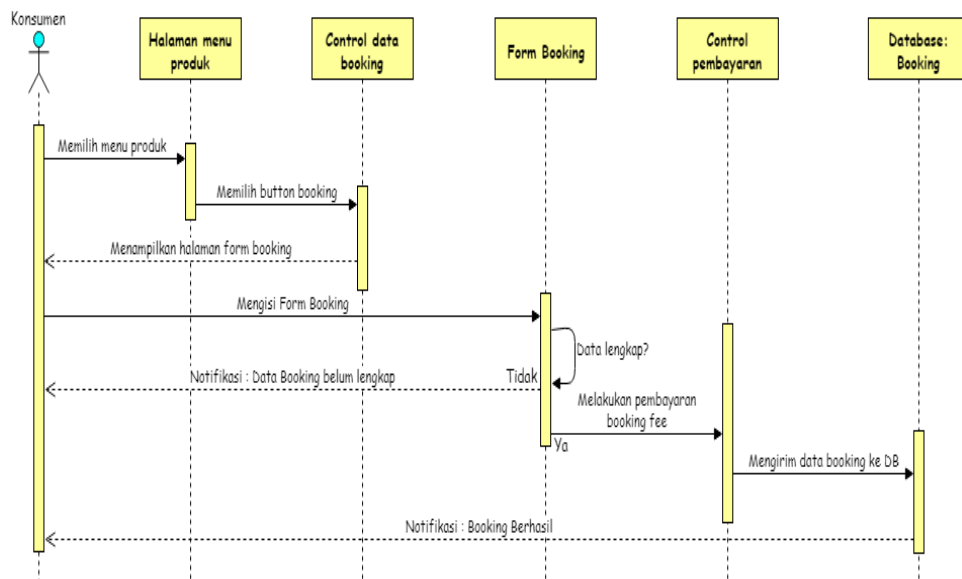 Konsumen
Halaman menu
produk
Control data
booking
Form Booking
Control
pembayaran
Database:
Booking
Memilih menu produk
Memilih button booking
Menampilkan halaman form booking
Mengisi Form Booking
Data lengkap?
Tidak
Notifikasi : Data Booking belum lengkap
Melakukan pembayaran
booking fee
Ya
Mengirim data booking ke DB
Notifikasi : Booking Berhasil